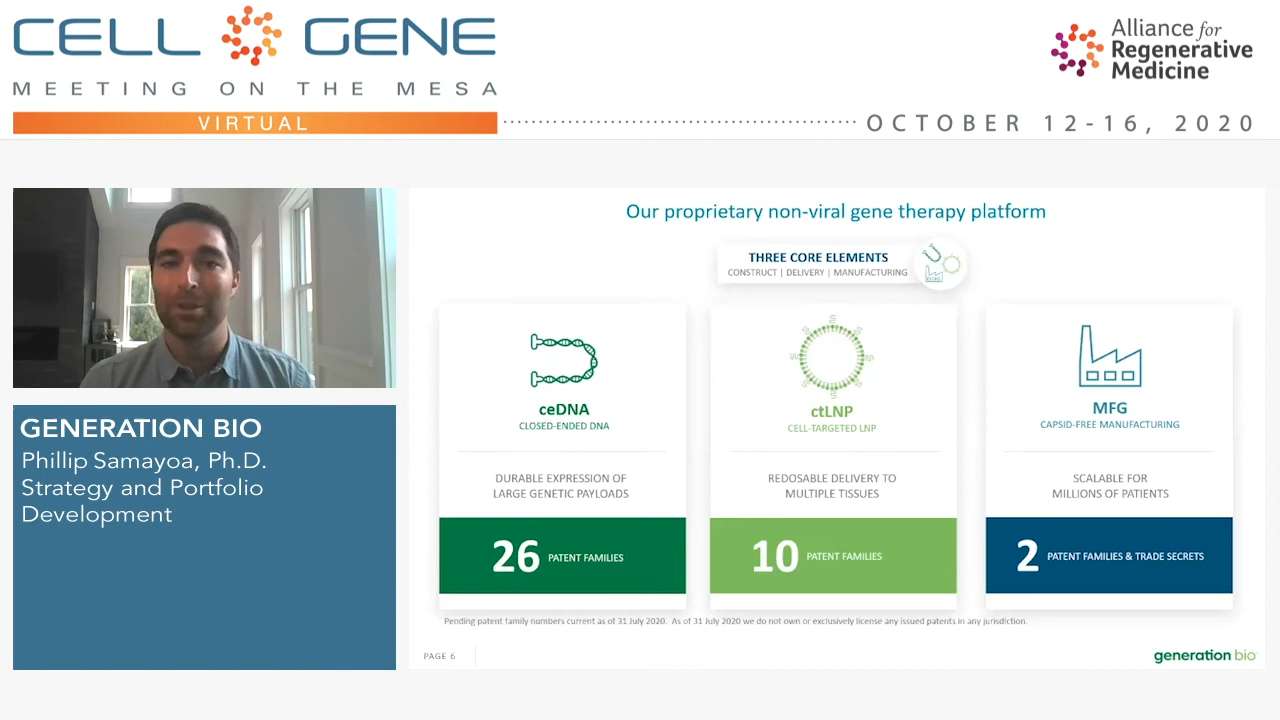 CELL GENE
MEETING ON THE MESA
VIRTUAL
Alliance for
Regenerative
Medicine
OCTOBER 12-16, 2020
GENERATION BIO
Phillip Samayoa, Ph.D.
Strategy and Portfolio
Development
Our proprietary non-viral gene therapy platform
THREE CORE ELEMENTS
CONSTRUCT | DELIVERY | MANUFACTURING
ceDNA
CLOSED-ENDED DNA
DURABLE EXPRESSION OF
LARGE GENETIC PAYLOADS
26 PATENT FAMILIES
ctLNP
CELL-TARGETED LNP
REDOSABLE DELIVERY TO
MULTIPLE TISSUES
10 PATENT FAMILIES
MFG
CAPSID-FREE MANUFACTURING
SCALABLE FOR
MILLIONS OF PATIENTS
2 PATENT FAMILIES & TRADE SECRETS
Pending patent family numbers current as of 31 July 2020. As of 31 July 2020 we do not own or exclusively license any issued patents in any jurisdiction.
PAGE 6
generation bio